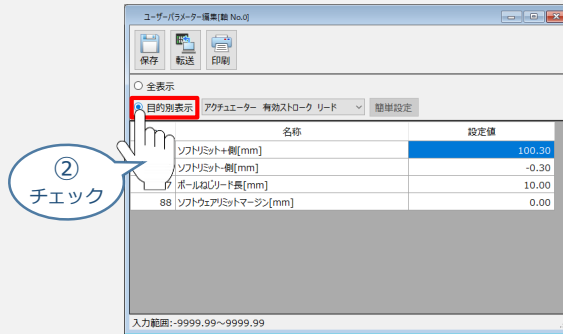 ユーザーパラメーター編集[軸 No.0]
保存 転送 印刷
全表示
目的別表示 アクチュエーター 有効ストローク リード 簡単設定
名称 設定値
ソフトリミット+側[mm] 100.30
ソフトリミット-側[mm] -0.30
7 ボールねじリード長[mm] 10.00
88 ソフトウェアリミットマージン[mm] 0.00
②
チェック
入力範囲:-9999.99～9999.99